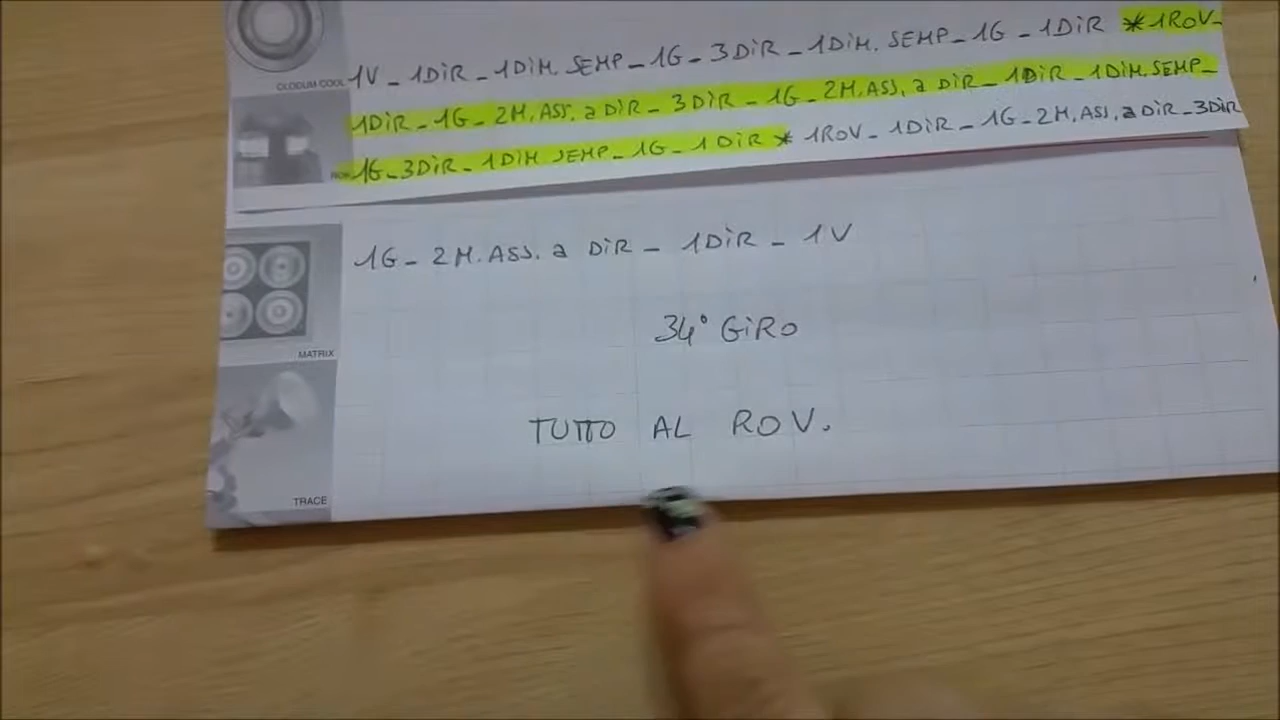 1V - 1DiR - 1DiM. SEMP - 1G - 3DiR - 1DiM. SEMP - 1G - 1DiR *1ROV-
CLODUM COOL
1DiR - 1G - 2M. ASS. a DiR - 3DiR - 1G - 2M. ASS. a DiR - 1DiR - 1DiM. SEMP -
1G - 3DiR - 1DiM SEMP - 1G - 1DiR * 1ROV - 1DiR - 1G - 2M. ASS. a DiR - 3DiR
1G - 2M. ASS. a DiR - 1DiR - 1V
34° GiRO
MATRIX
TUTTO AL ROV.
TRACE